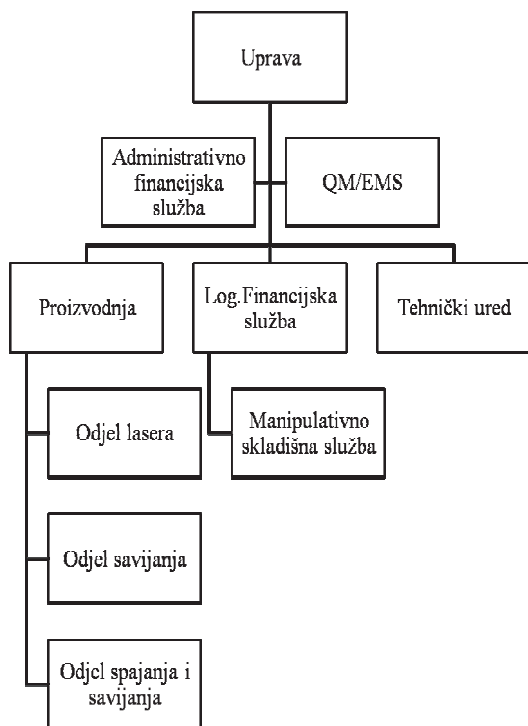 Uprava
Administrativno
financijska
služba
QM/EMS
Proizvodnja
Log.Financijska
služba
Tehnički ured
Odjel lasera
Manipulativno
skladišna služba
Odjel savijanja
Odjel spajanja i
savijanja